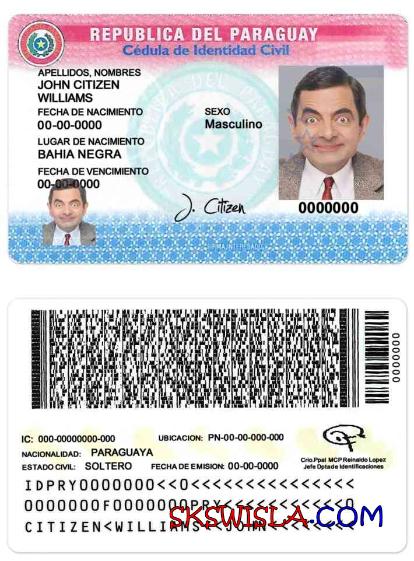 REPUBLICA DEL PARAGUAY
Cédula de Identidad Civil
APELLIDOS, NOMBRES
JOHN CITIZEN
WILLIAMS
FECHA DE NACIMIENTO
00-00-0000
SEXO
Masculino
LUGAR DE NACIMIENTO
BAHIA NEGRA
FECHA DE VENCIMIENTO
00-00-0000
J. Citizen
0000000
0000000
IC: 000-00000000-000
UBICACION: PN-00-00-000-000
NACIONALIDAD: PARAGUAYA
ESTADO CIVIL: SOLTERO
FECHA DE EMISION: 00-00-0000
Crio.Ppal MCP Reinaldo Lopez
Jefe Dpto de Identificaciones
IDPRY0000000<<0<<<<<<<<<<<<<<<
0000000F0000000PRY<<<<<<<<<<<0
CITIZEN<WILLIAMS<<JOHN<<<<<<<<
SKSWISLA.COM